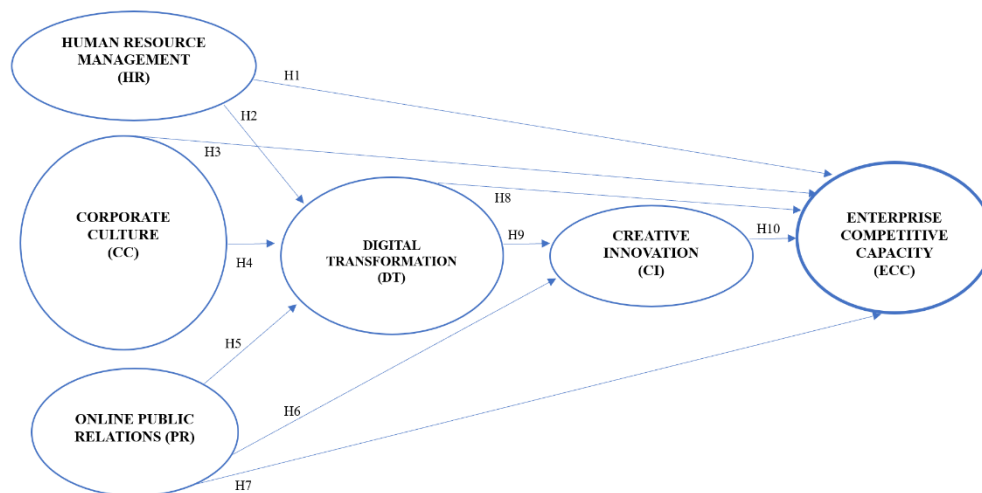 HUMAN RESOURCE
MANAGEMENT
(HR)
H1
H2
H3
CORPORATE
CULTURE
(CC)
H4
H8
DIGITAL
TRANSFORMATION
(DT)
H9
CREATIVE
INNOVATION
(CI)
H10
ENTERPRISE
COMPETITIVE
CAPACITY
(ECC)
H5
ONLINE PUBLIC
RELATIONS (PR)
H6
H7